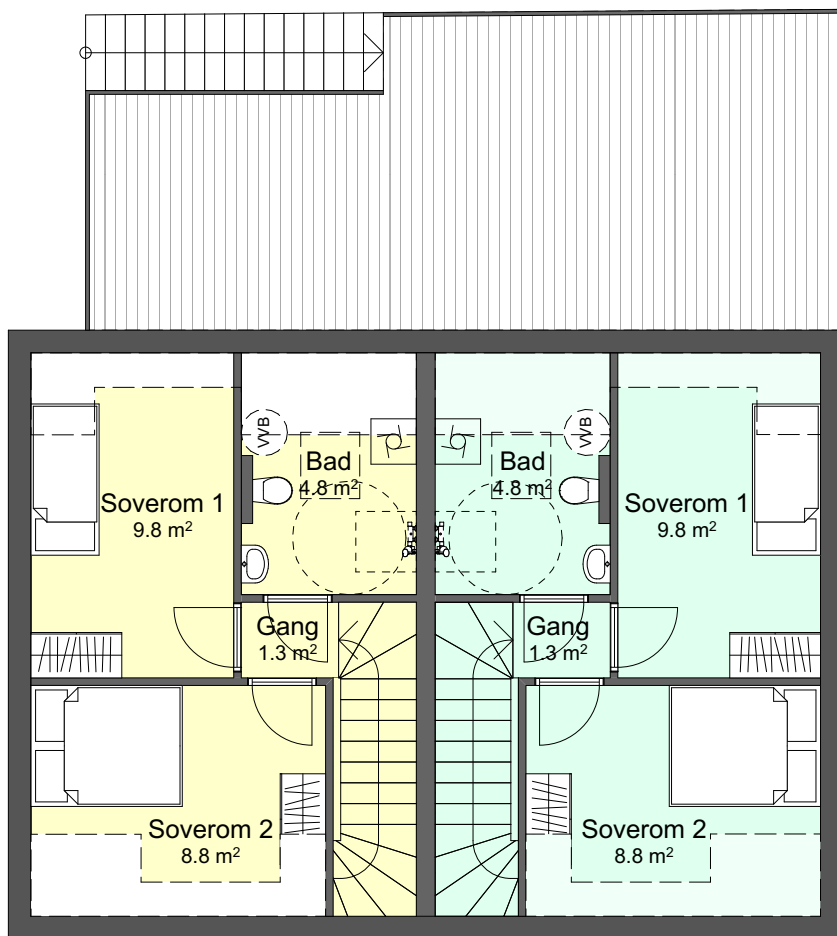 VVB
VVB
Bad
4.8 m²
Bad
4.8 m²
Soverom 1
9.8 m²
Soverom 1
9.8 m²
Gang
1.3 m²
Gang
1.3 m²
Soverom 2
8.8 m²
Soverom 2
8.8 m²